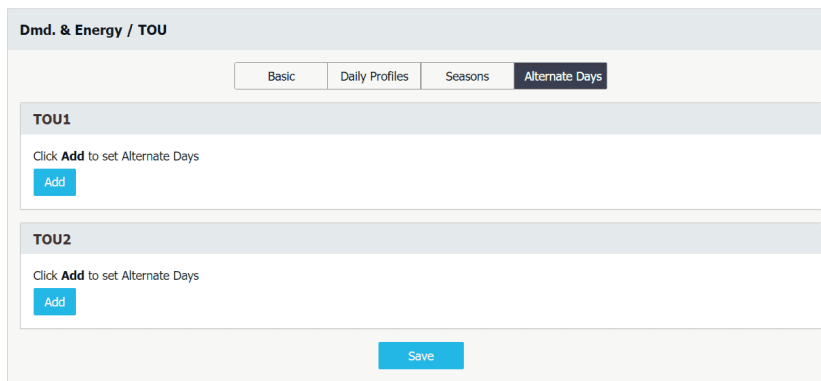 Dmd. & Energy / TOU
Basic Daily Profiles Seasons Alternate Days
TOU1
Click Add to set Alternate Days
Add
TOU2
Click Add to set Alternate Days
Add
Save